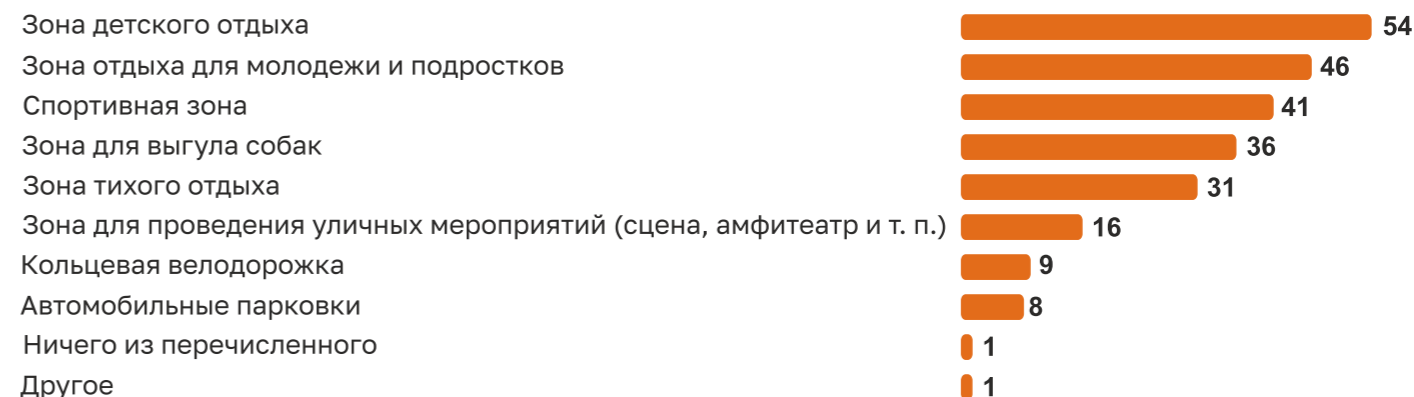 Зона детского отдыха 54
Зона отдыха для молодежи и подростков 46
Спортивная зона 41
Зона для выгула собак 36
Зона тихого отдыха 31
Зона для проведения уличных мероприятий (сцена, амфитеатр и т. п.) 16
Кольцевая велодорожка 9
Автомобильные парковки 8
Ничего из перечисленного 1
Другое 1